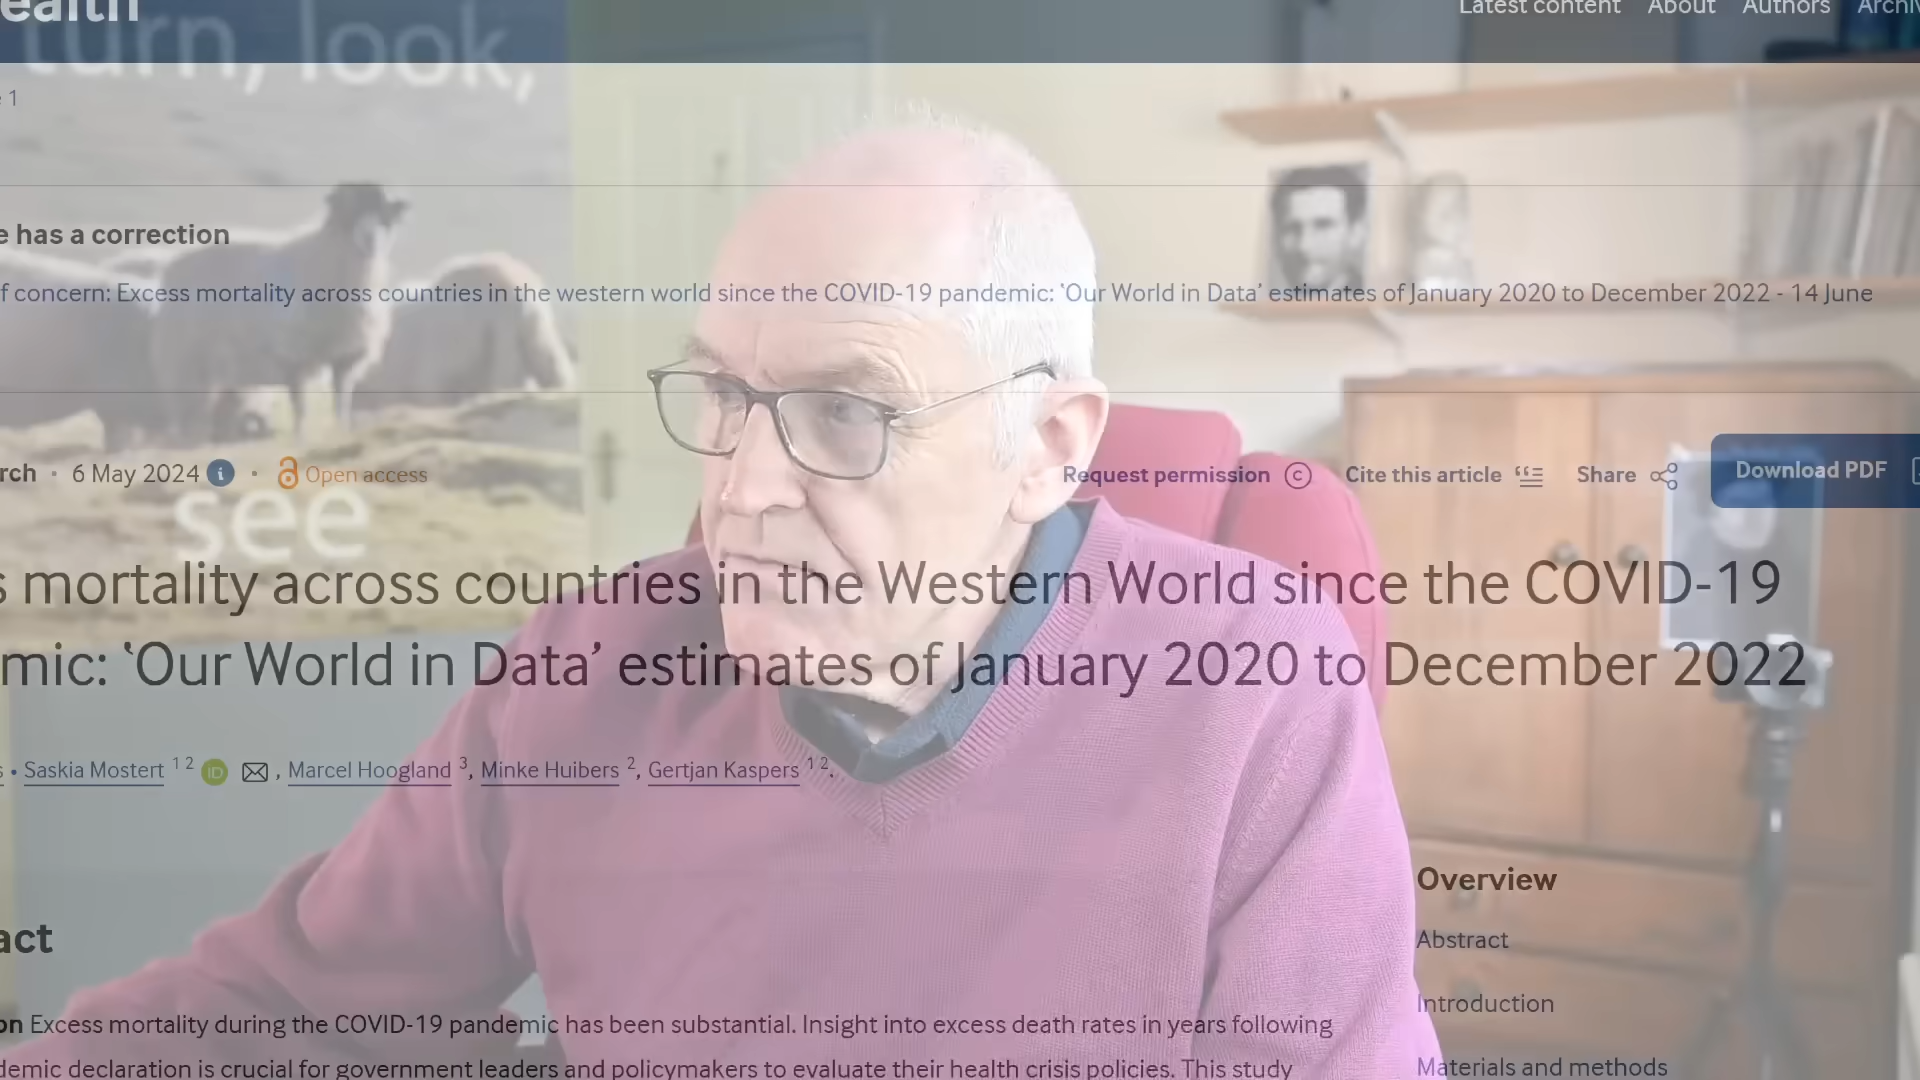 ealth
Latest content About Authors Archiv
turn, look,
1
e has a correction
f concern: Excess mortality across countries in the western world since the COVID-19 pandemic: ‘Our World in Data’ estimates of January 2020 to December 2022 - 14 June
rch • 6 May 2024 i • Open access
Request permission © Cite this article Share Download PDF
see
s mortality across countries in the Western World since the COVID-19
mic: ‘Our World in Data’ estimates of January 2020 to December 2022
s • Saskia Mostert 1 2 iD , Marcel Hoogland 3, Minke Huibers 2, Gertjan Kaspers 1 2.
Overview
act
Abstract
Introduction
on Excess mortality during the COVID-19 pandemic has been substantial. Insight into excess death rates in years following
demic declaration is crucial for government leaders and policymakers to evaluate their health crisis policies. This study
Materials and methods